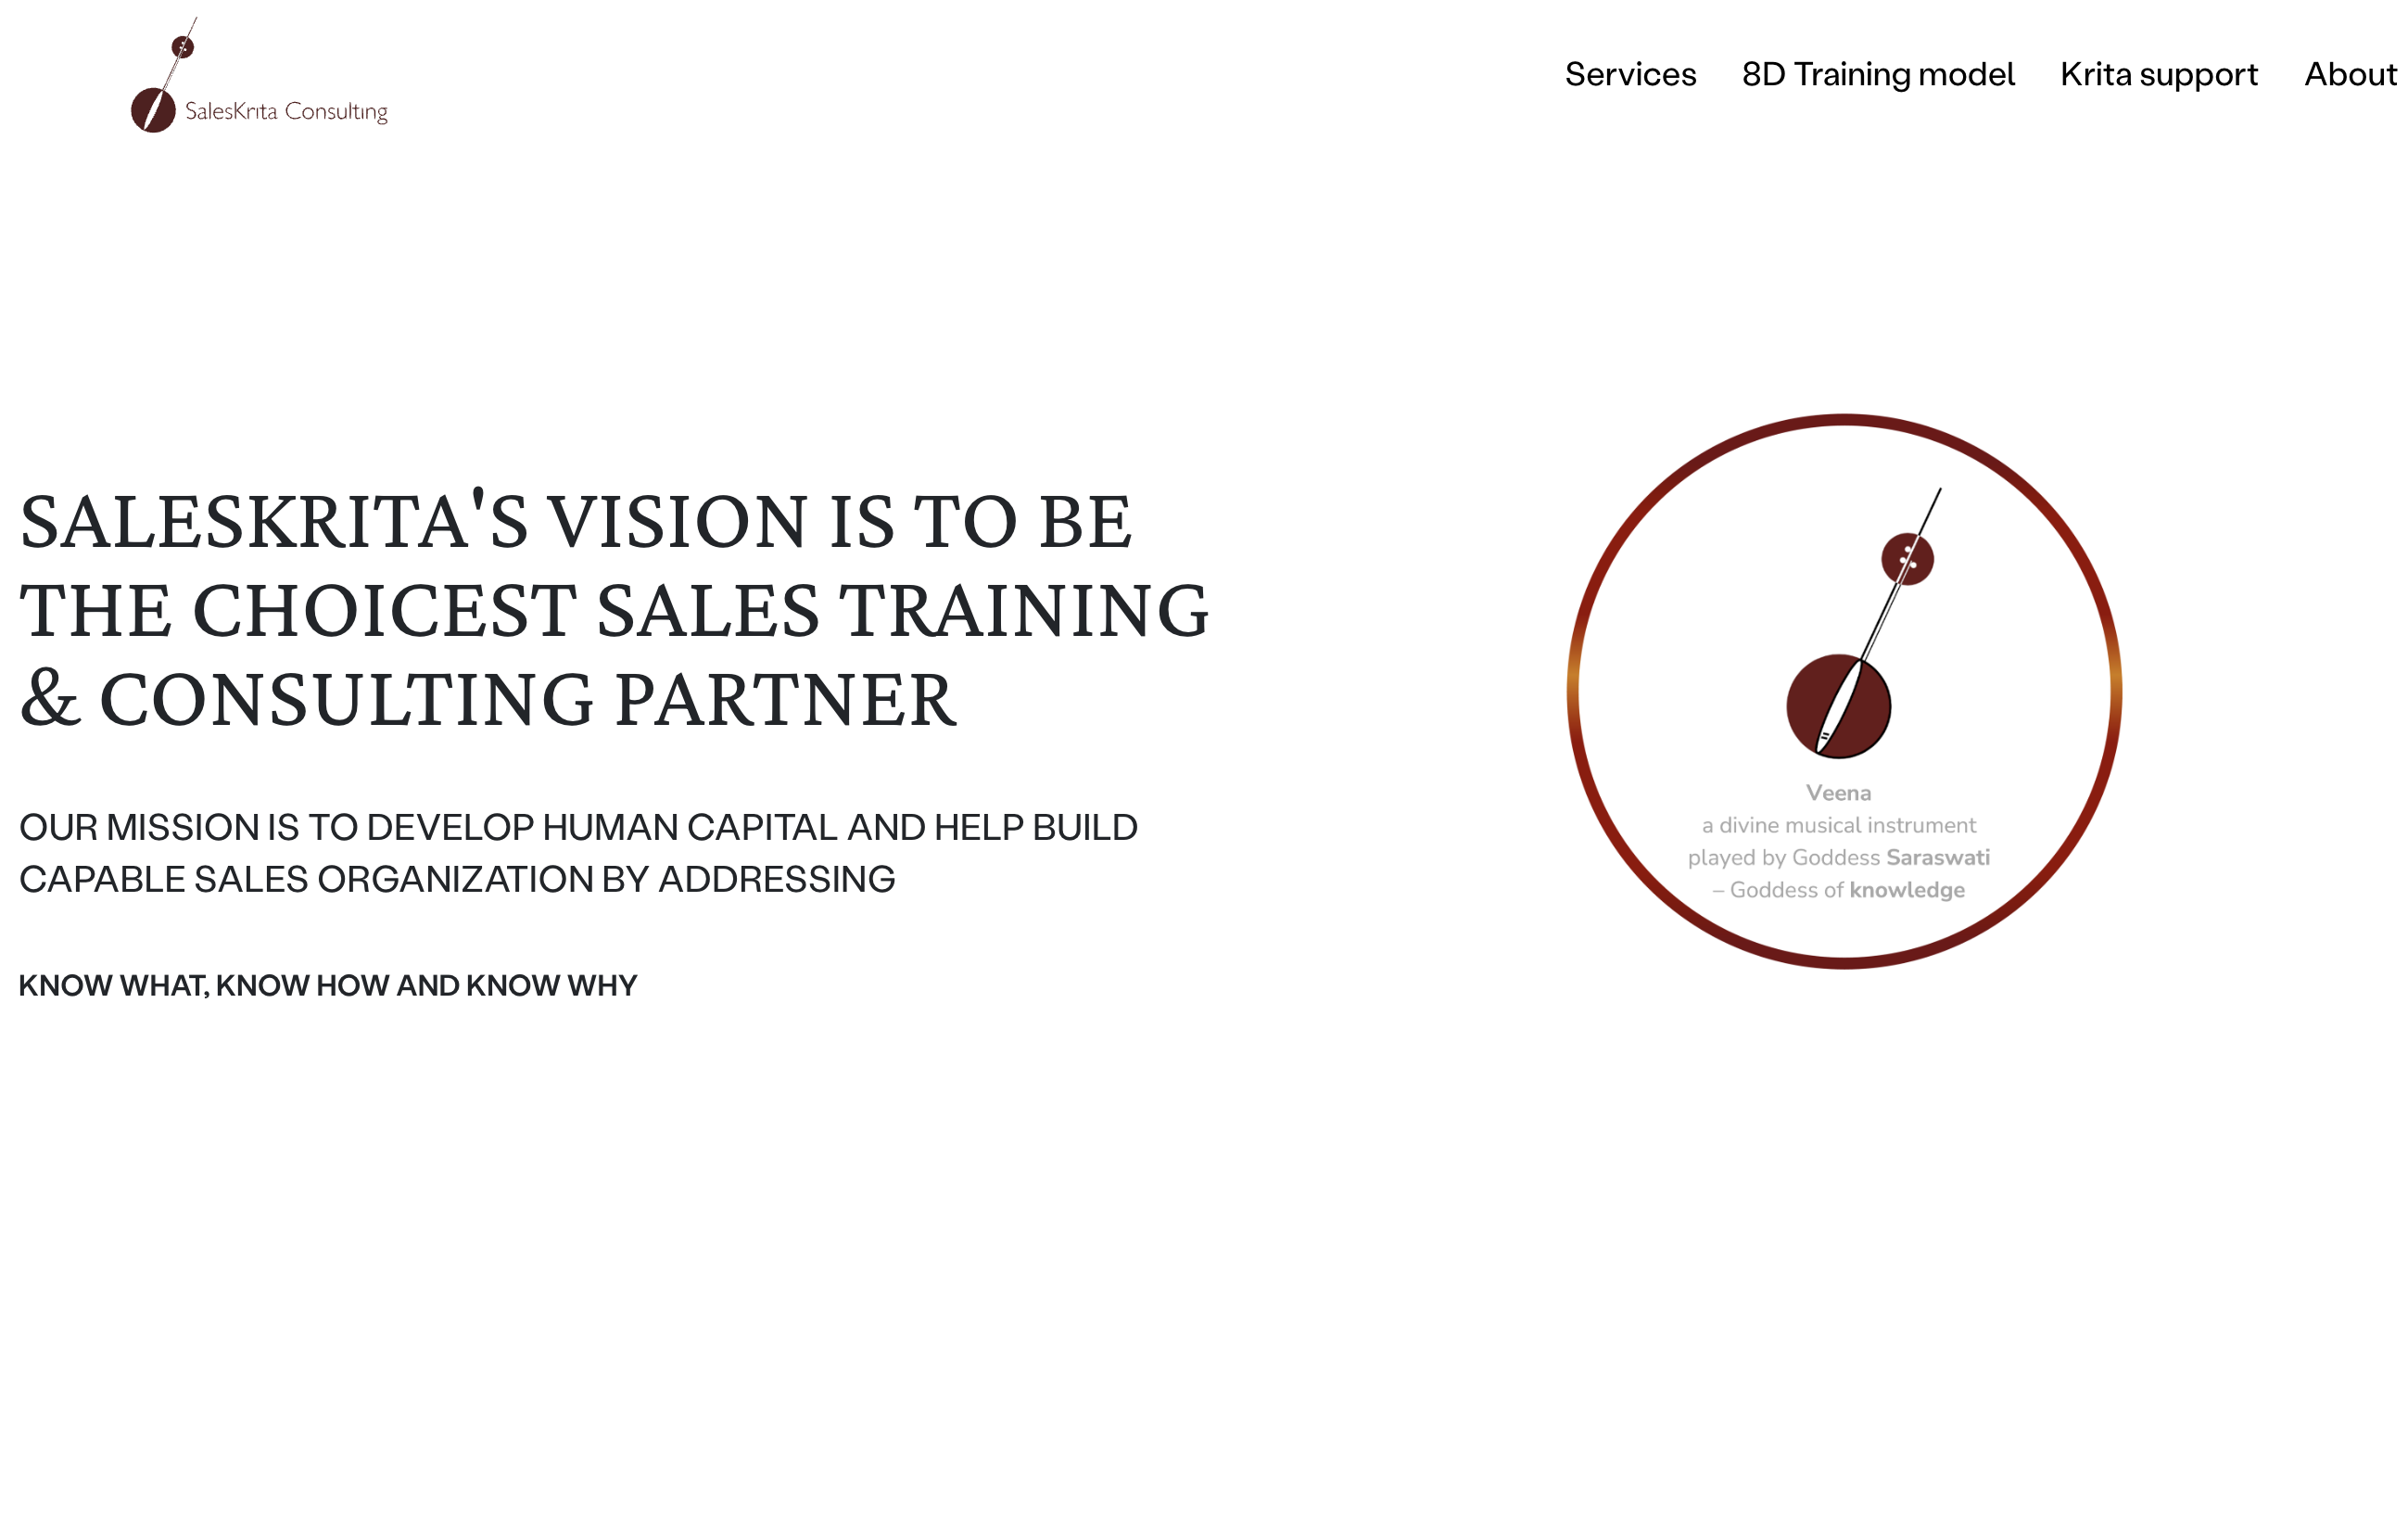 SalesKrita Consulting
Services 8D Training model Krita support About
SALESKRITA'S VISION IS TO BE
THE CHOICEST SALES TRAINING
& CONSULTING PARTNER
OUR MISSION IS TO DEVELOP HUMAN CAPITAL AND HELP BUILD
CAPABLE SALES ORGANIZATION BY ADDRESSING
KNOW WHAT, KNOW HOW AND KNOW WHY
Veena
a divine musical instrument
played by Goddess Saraswati
– Goddess of knowledge